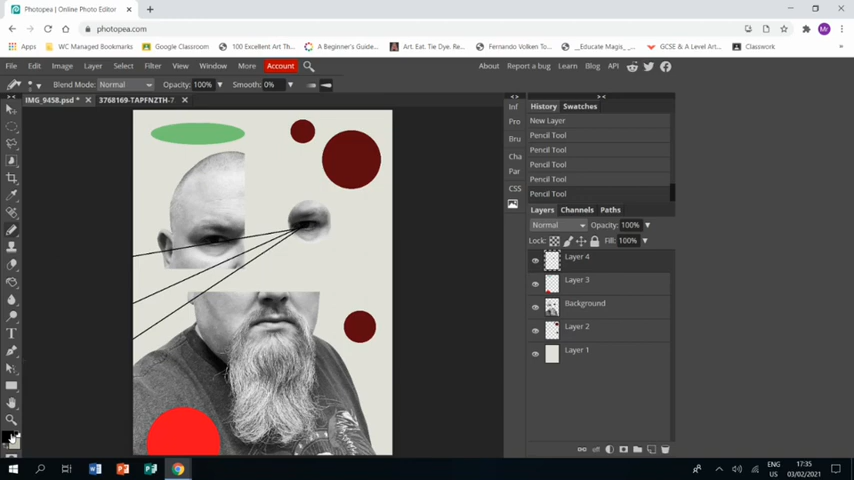 Photopea | Online Photo Editor
photopea.com
Apps WC Managed Bookmarks Google Classroom 100 Excellent Art Th... A Beginner's Guide... Art. Eat. Tie Dye. Re... Fernando Volken To... _Educate Magis_ -... GCSE & A Level Art... Classwork
File Edit Image Layer Select Filter View Window More Account About Report a bug Learn Blog API
Blend Mode: Normal Opacity: 100% Smooth: 0%
IMG_9458.psd * 3768169-TAPFNZTH-7
Inf
Pro
Bru
Cha
Par
CSS
History Swatches
New Layer
Pencil Tool
Pencil Tool
Pencil Tool
Pencil Tool
Pencil Tool
Layers Channels Paths
Normal Opacity: 100%
Lock: Fill: 100%
Layer 4
Layer 3
Background
Layer 2
Layer 1
ENG
US
17:35
03/02/2021